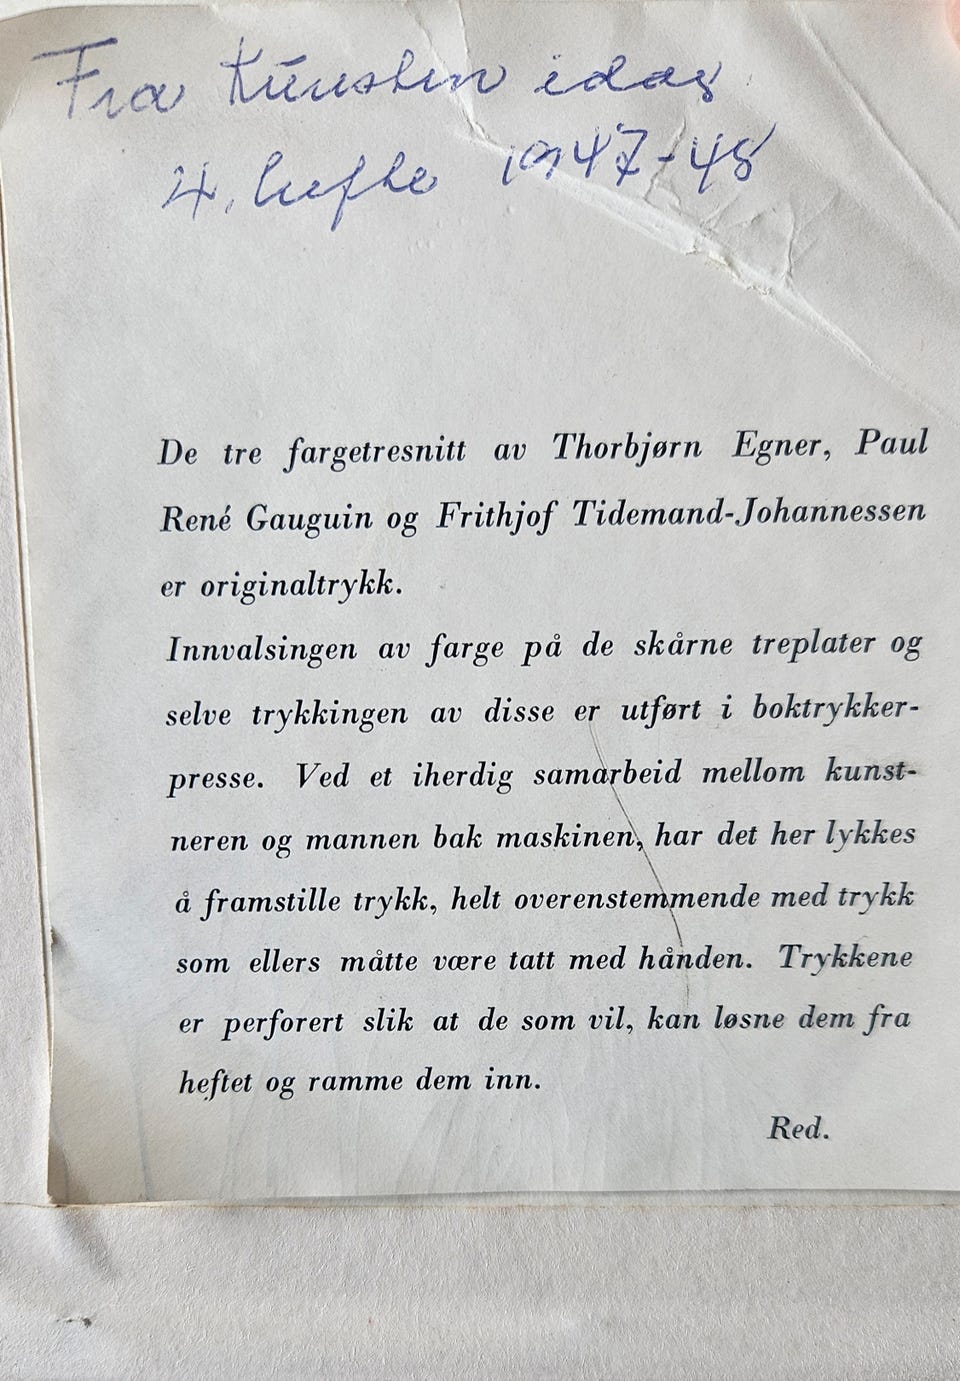 Fra Kunsten idag
4. hefte 1947-48
De tre fargetresnitt av Thorbjørn Egner, Paul
René Gauguin og Frithjof Tidemand-Johannessen
er originaltrykk.
Innvalsingen av farge på de skårne treplater og
selve trykkingen av disse er utført i boktrykker-
presse. Ved et iherdig samarbeid mellom kunst-
neren og mannen bak maskinen, har det her lykkes
å framstille trykk, helt overenstemmende med trykk
som ellers måtte være tatt med hånden. Trykkene
er perforert slik at de som vil, kan løsne dem fra
heftet og ramme dem inn.
Red.